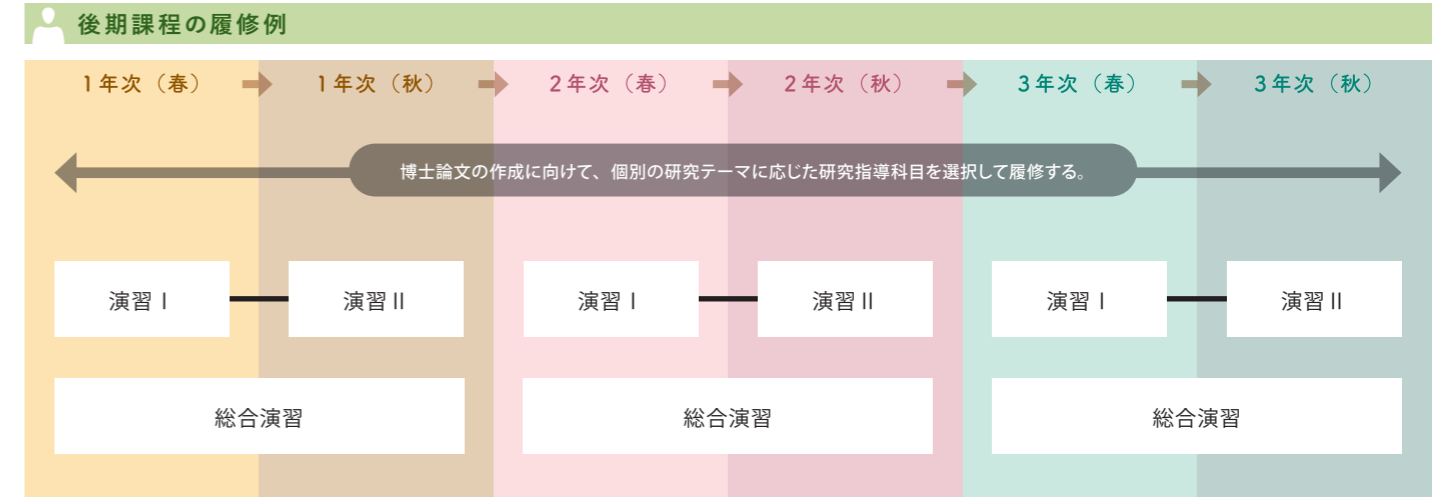 後期課程の履修例
1年次（春）
1年次（秋）
2年次（春）
2年次（秋）
3年次（春）
3年次（秋）
博士論文の作成に向けて、個別の研究テーマに応じた研究指導科目を選択して履修する。
演習Ⅰ
演習Ⅱ
演習Ⅰ
演習Ⅱ
演習Ⅰ
演習Ⅱ
総合演習
総合演習
総合演習